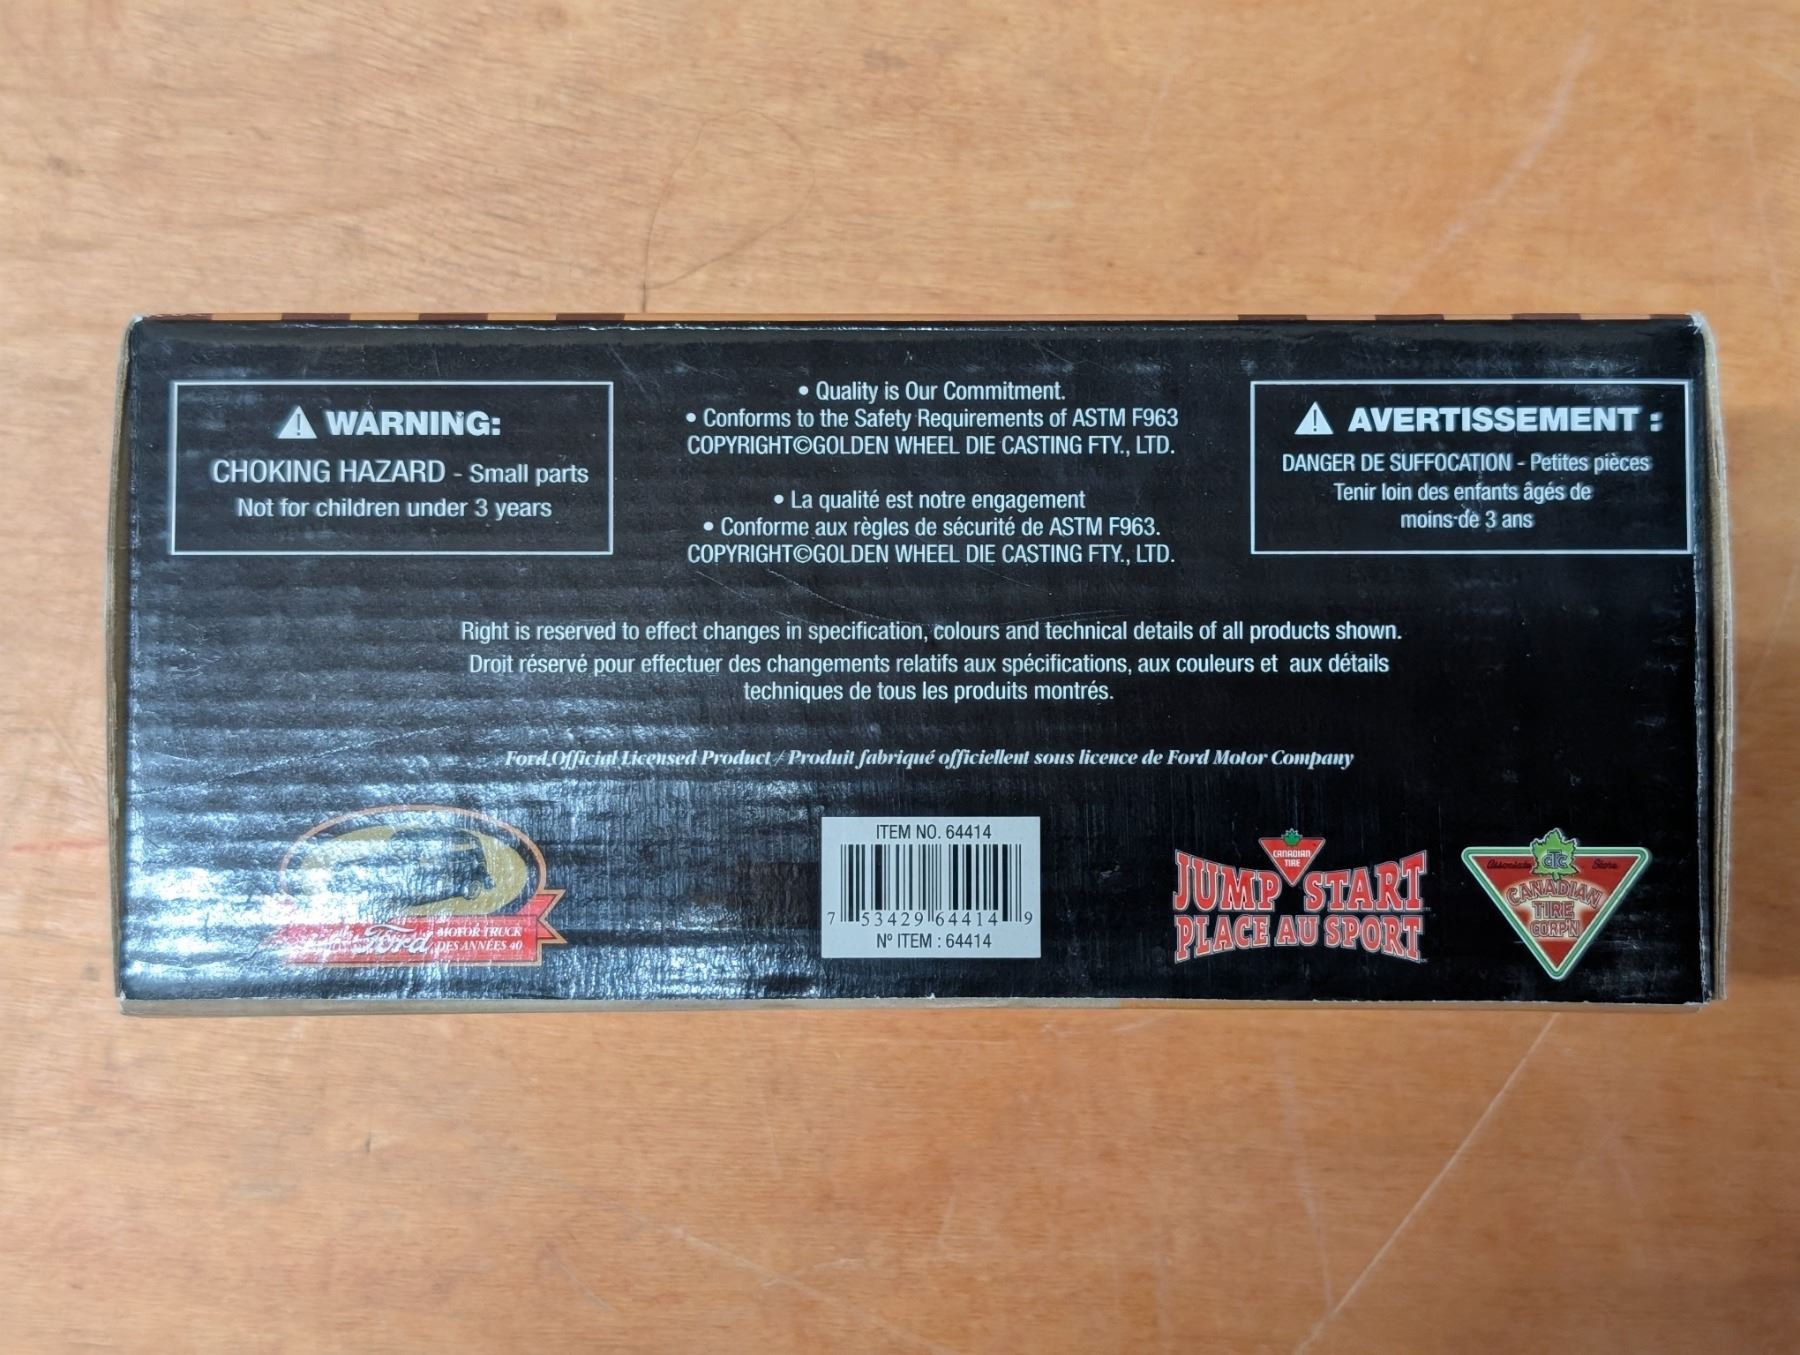 WARNING:
CHOKING HAZARD - Small parts
Not for children under 3 years
• Quality is Our Commitment.
• Conforms to the Safety Requirements of ASTM F963
COPYRIGHT©GOLDEN WHEEL DIE CASTING FTY., LTD.
• La qualité est notre engagement
• Conforme aux règles de sécurité de ASTM F963.
COPYRIGHT©GOLDEN WHEEL DIE CASTING FTY., LTD.
AVERTISSEMENT :
DANGER DE SUFFOCATION - Petites pièces
Tenir loin des enfants âgés de
moins de 3 ans
Right is reserved to effect changes in specification, colours and technical details of all products shown.
Droit réservé pour effectuer des changements relatifs aux spécifications, aux couleurs et aux détails
techniques de tous les produits montrés.
Ford Official Licensed Product / Produit fabriqué officiellent sous licence de Ford Motor Company
Ford
MOTOR TRUCK
DES ANNÉES 40
ITEM NO. 64414
7 53429 64414 9
Nº ITEM : 64414
CANADIAN
TIRE
JUMP START
PLACE AU SPORT
Associate CTC Store
CANADIAN
TIRE
CORP'N